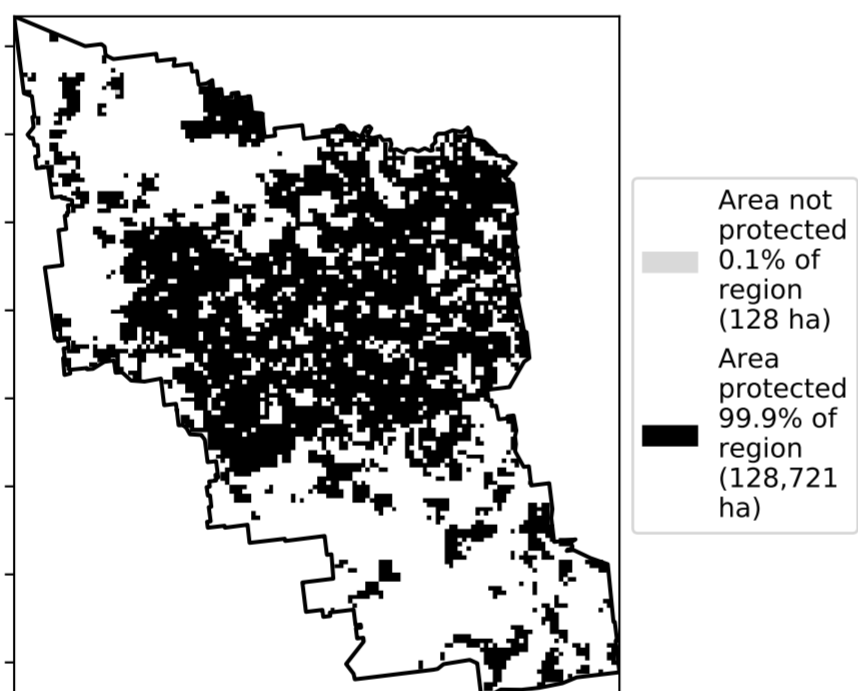 Area not
protected
0.1% of
region
(128 ha)
Area
protected
99.9% of
region
(128,721
ha)